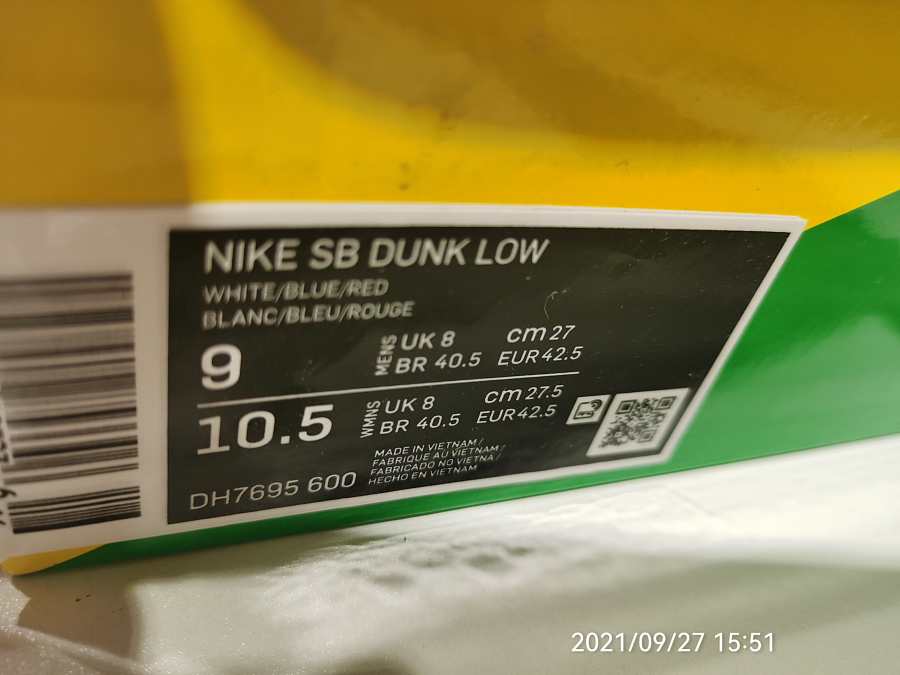 NIKE SB DUNK LOW
WHITE/BLUE/RED
BLANC/BLEU/ROUGE
9 MENS UK 8 cm 27
BR 40.5 EUR 42.5
10.5 WMNS UK 8 cm 27.5
BR 40.5 EUR 42.5
MADE IN VIETNAM/
FABRIQUE AU VIETNAM/
FABRICADO NO VIETNA/
HECHO EN VIETNAM
DH7695 600
2021/09/27 15:51